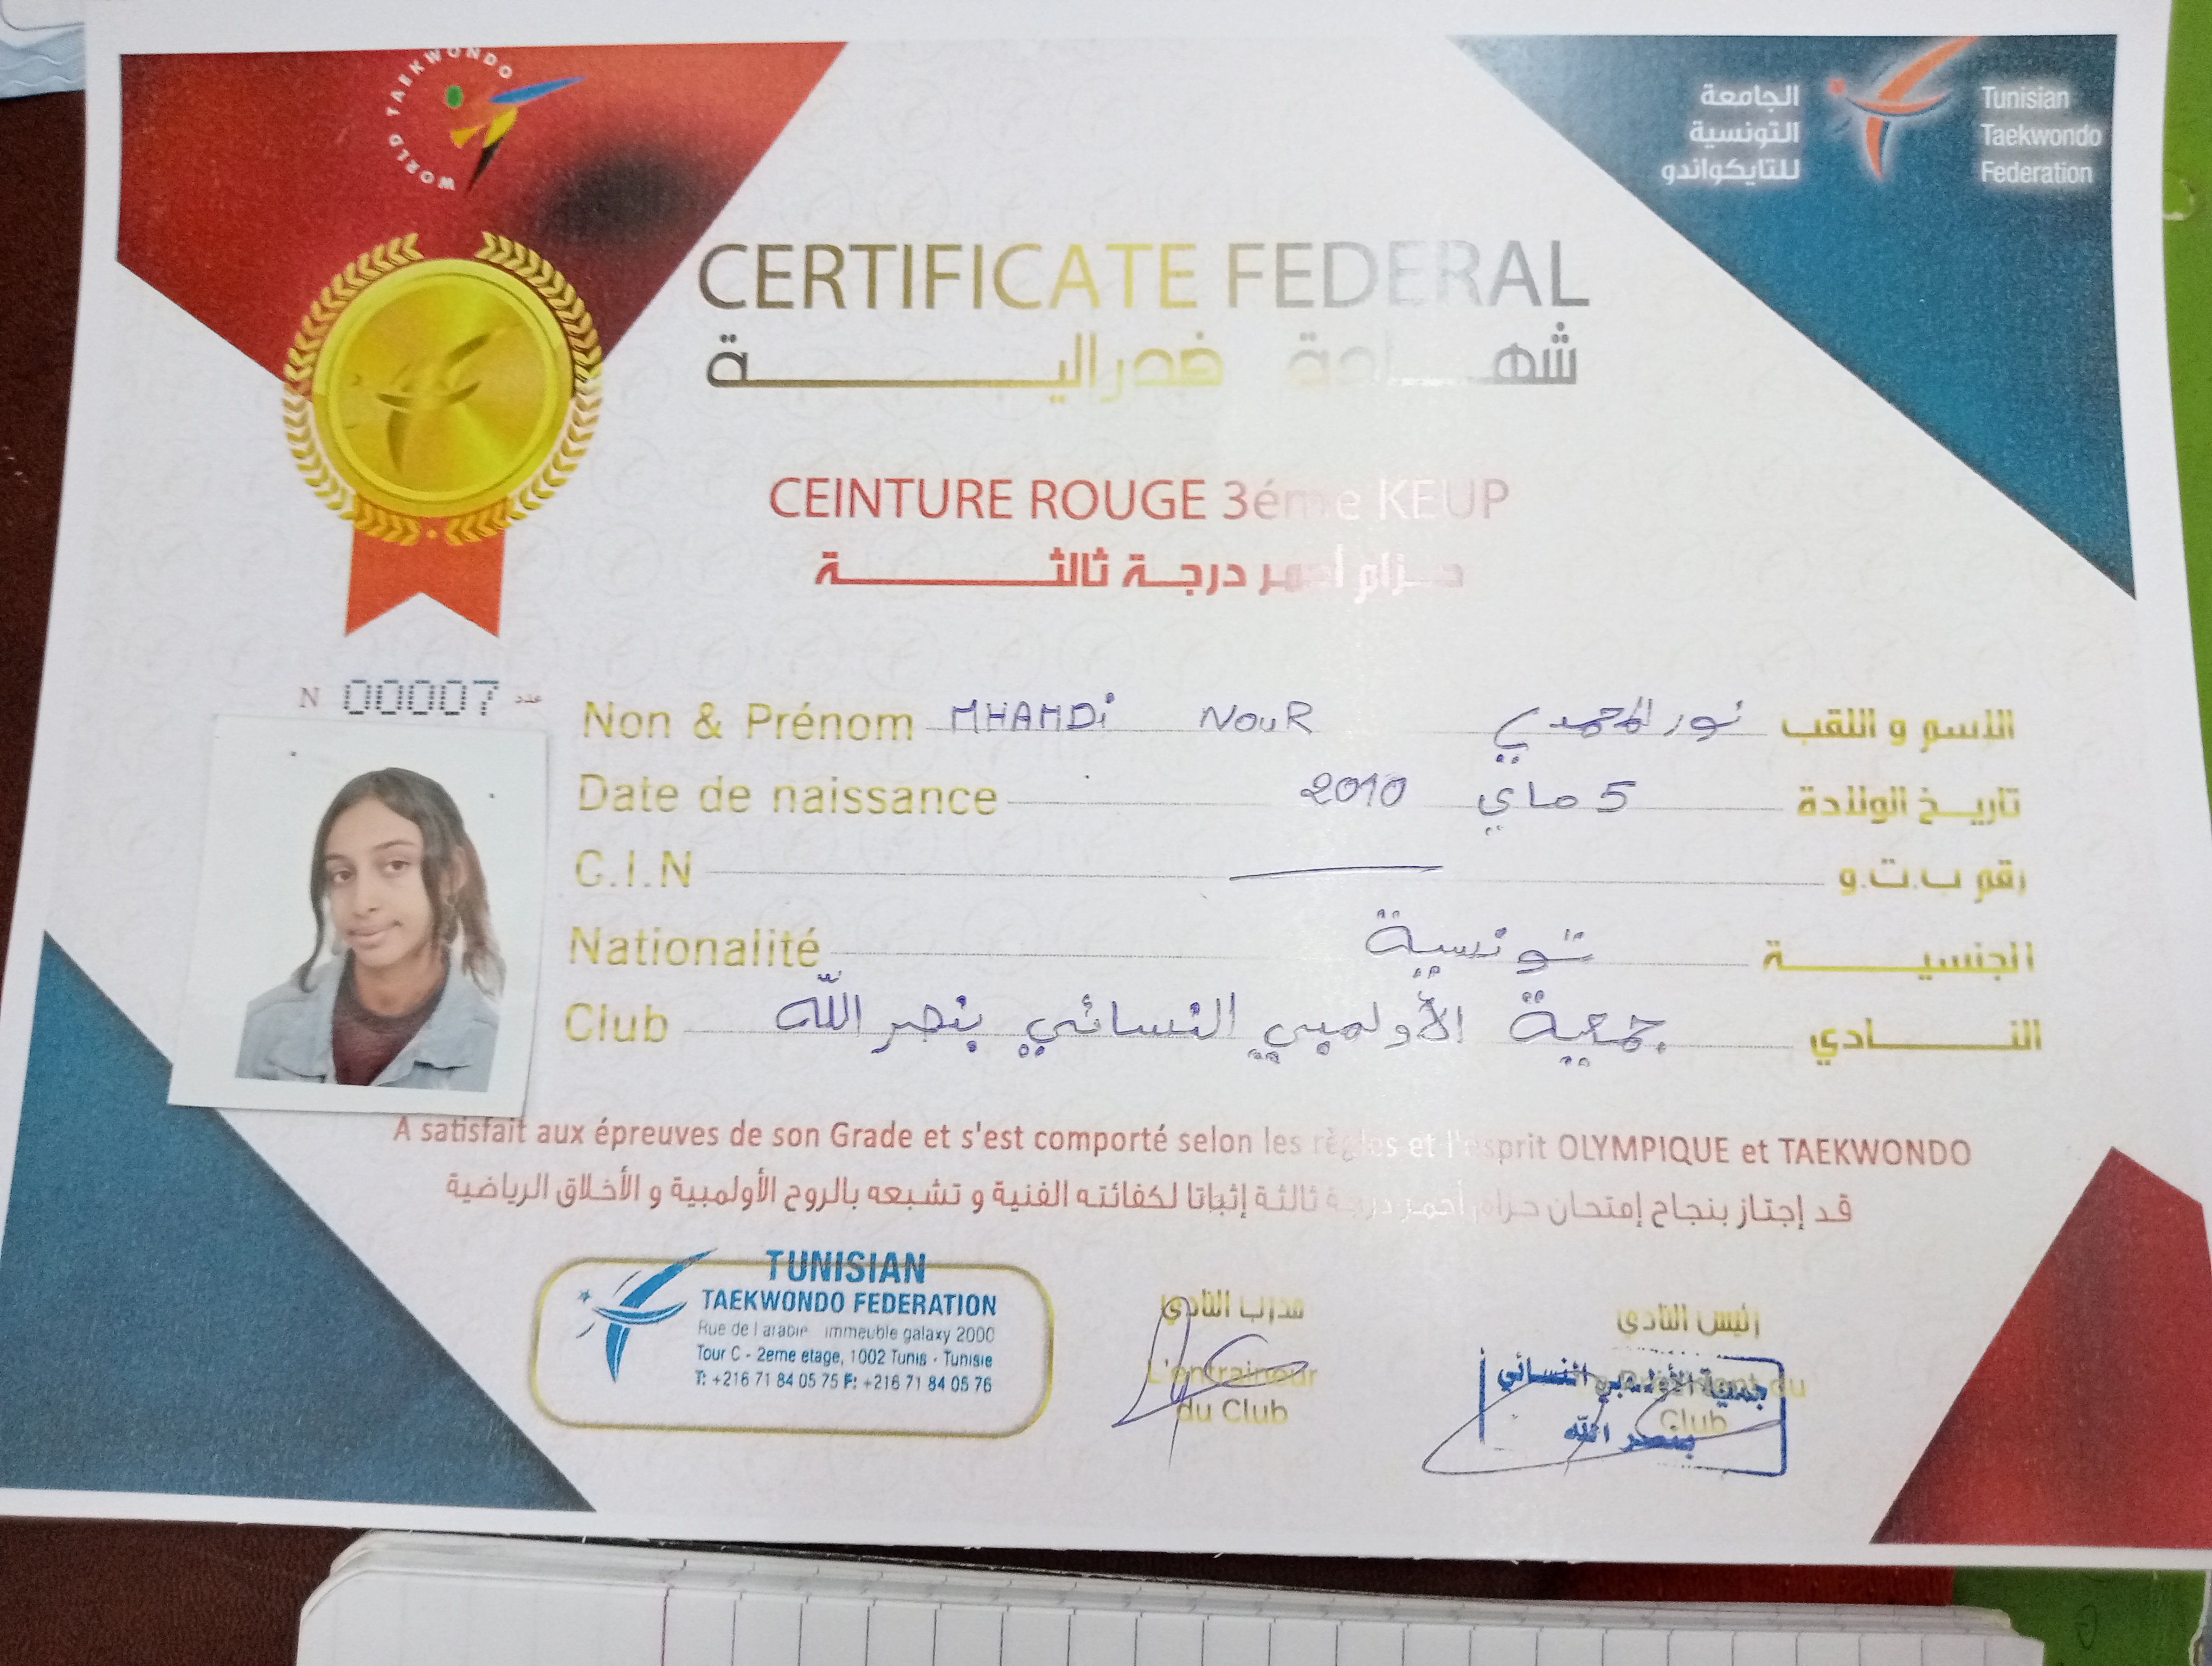 WORLD TAEKWONDO
الجامعة
التونسية
للتايكواندو
Tunisian
Taekwondo
Federation
CERTIFICATE FEDERAL
شهادة فدرالية
CEINTURE ROUGE 3éme KEUP
حزام أحمر درجة ثالثة
N 00007 عدد
Non & Prénom MHAMDi NOuR نور المحمدي الإسم و اللقب
Date de naissance 5 ماي 2010 تاريخ الولادة
C.I.N رقم ب.ت.و
Nationalité تونسية الجنسية
Club جمعية الأولمبي النسائي بنصر اللّه النادي
A satisfait aux épreuves de son Grade et s'est comporté selon les règles et l'esprit OLYMPIQUE et TAEKWONDO
قد إجتاز بنجاح إمتحان حزام أحمر درجة ثالثة إثباتا لكفائته الفنية و تشبعه بالروح الأولمبية و الأخلاق الرياضية
TUNISIAN
TAEKWONDO FEDERATION
Rue de l arabie immeuble galaxy 2000
Tour C - 2eme etage, 1002 Tunis - Tunisie
T: +216 71 84 05 75 F: +216 71 84 05 76
مدرب النادي
L'entraineur
du Club
رئيس النادي
Le Président du
Club
جمعية الأولمبي النسائي
بنصر اللّه